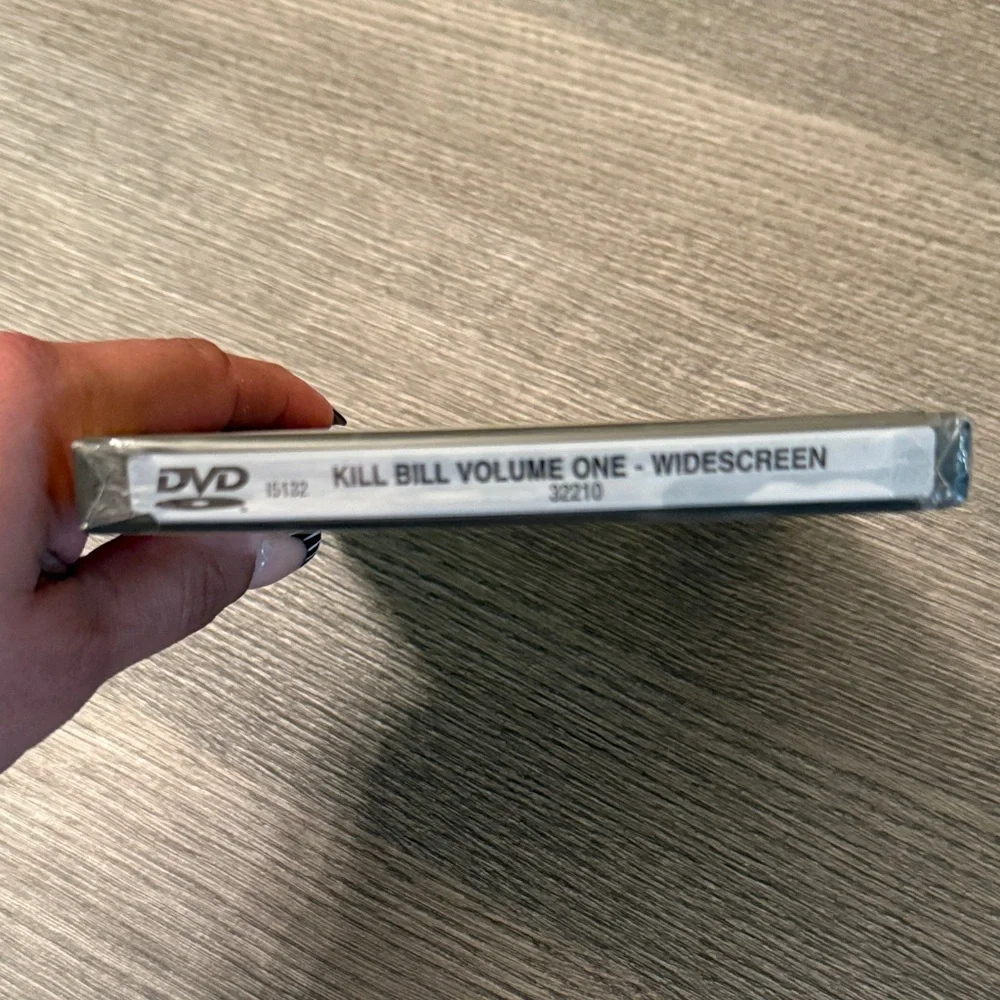 DVD 15132 KILL BILL VOLUME ONE - WIDESCREEN
32210